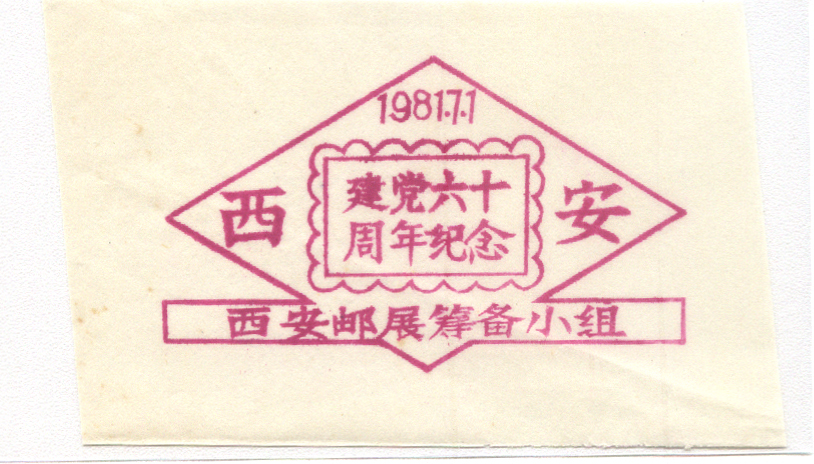 1981.7.1
西 安
建党六十
周年纪念
西安邮展筹备小组